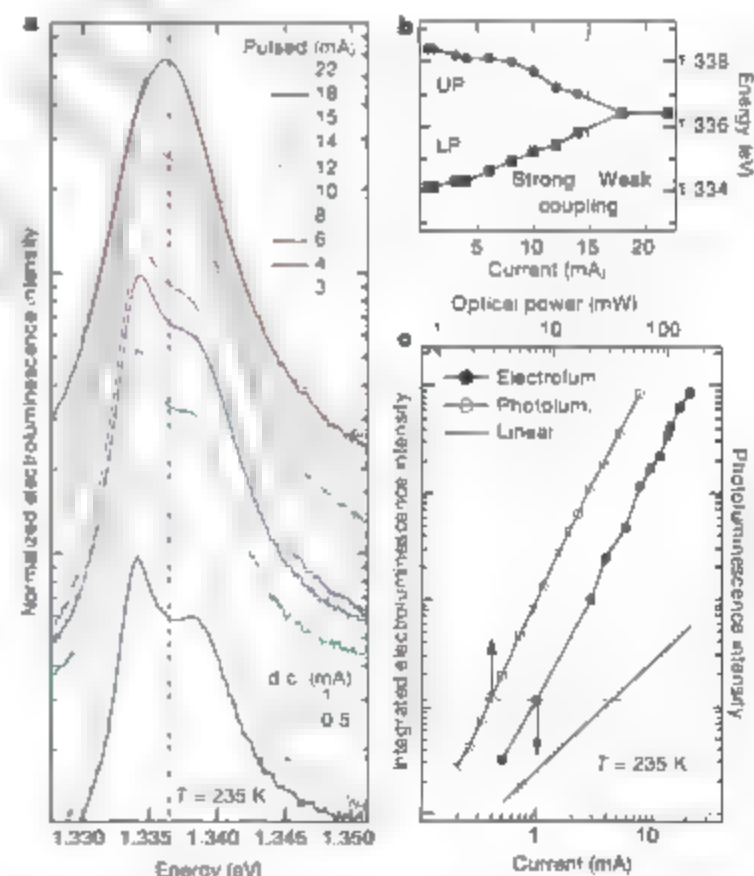 a
Pulsed (mA)
22
18
15
14
12
10
8
6
4
3
d.c. (mA)
1
0.5
T = 235 K
Normalized electroluminescence intensity
1.330 1.335 1.340 1.345 1.350
Energy (eV)
b
UP
LP
Strong Weak
coupling
1.338
1.336
1.334
Energy (eV)
5 10 15 20
Current (mA)
c
Optical power (mW)
1 10 100
Electrolum.
Photolum.
Linear
T = 235 K
Integrated electroluminescence intensity
Photoluminescence intensity
1 10
Current (mA)